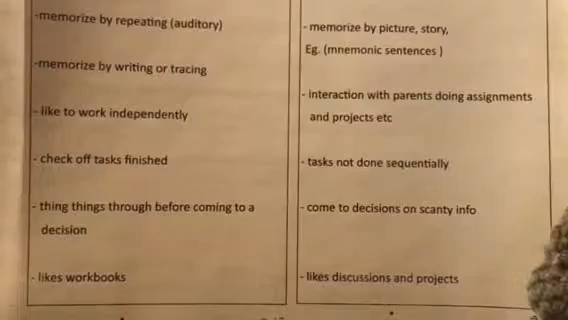 -memorize by repeating (auditory)
-memorize by writing or tracing
- like to work independently
- check off tasks finished
- thing things through before coming to a
decision
- likes workbooks
- memorize by picture, story,
Eg. (mnemonic sentences )
- interaction with parents doing assignments
and projects etc
- tasks not done sequentially
- come to decisions on scanty info
- likes discussions and projects